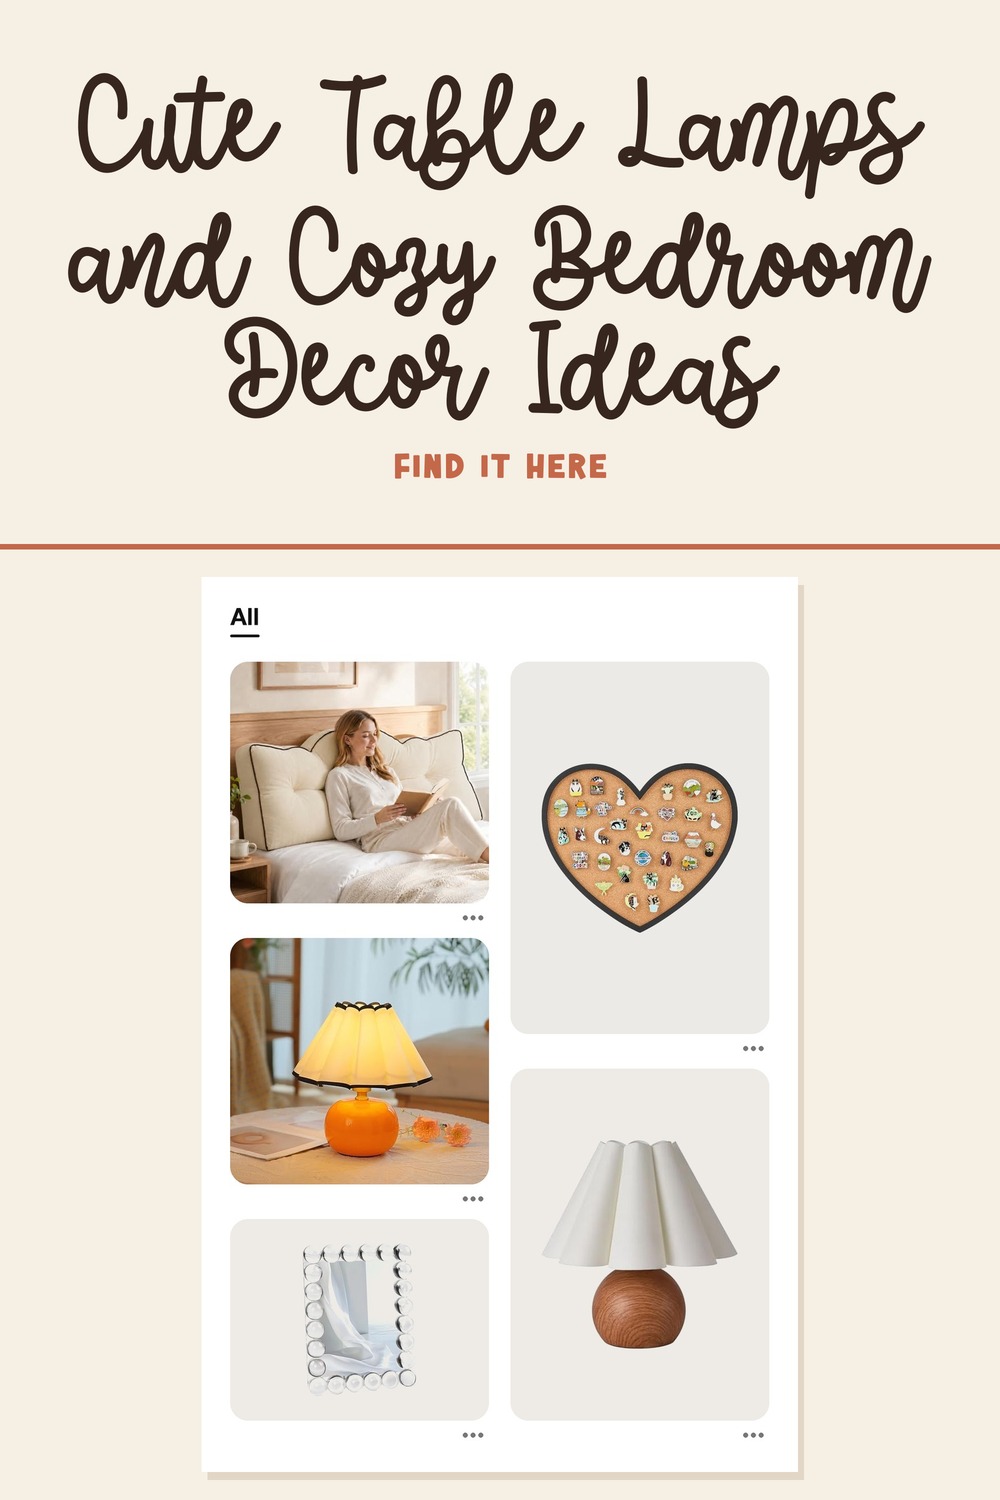 Cute Table Lamps
and Cozy Bedroom
Decor Ideas
FIND IT HERE
All